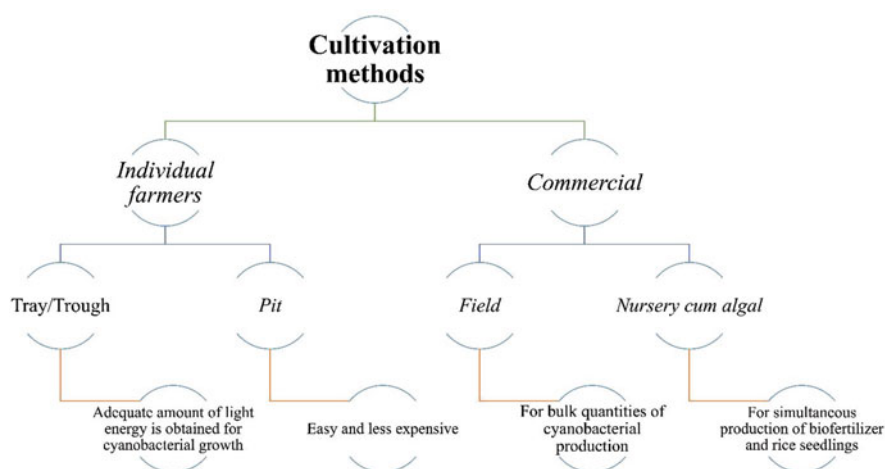 Cultivation
methods
Individual
farmers
Commercial
Tray/Trough
Pit
Field
Nursery cum algal
Adequate amount of light
energy is obtained for
cyanobacterial growth
Easy and less expensive
For bulk quantities of
cyanobacterial
production
For simultaneous
production of biofertilizer
and rice seedlings